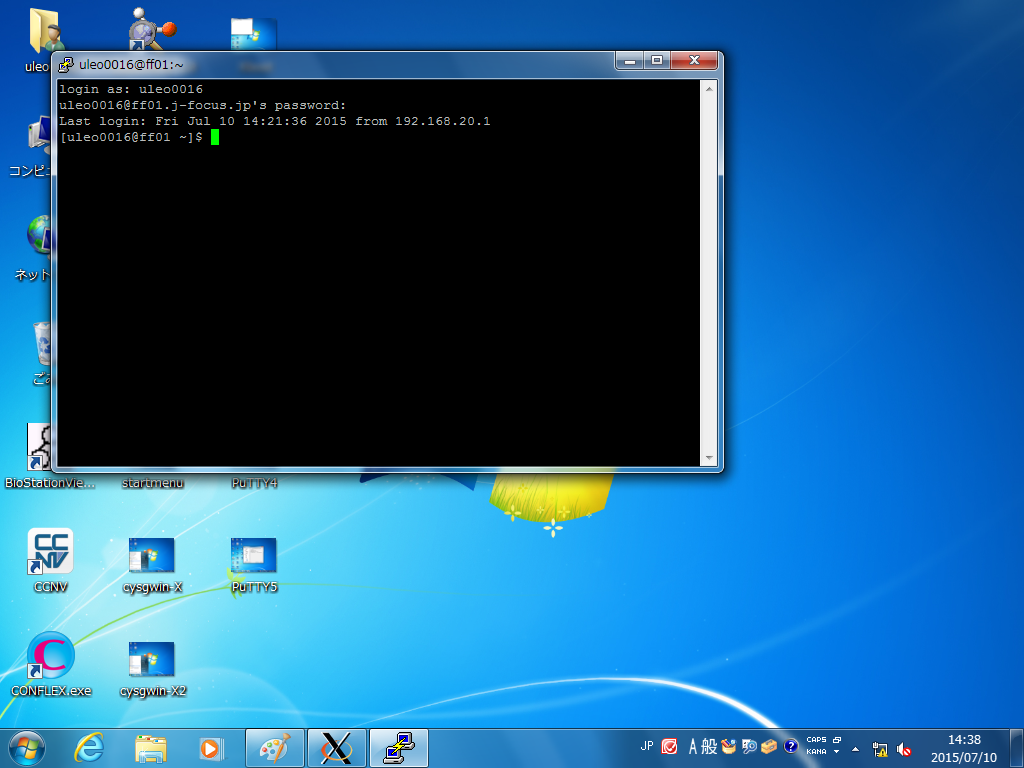 uleo0016@ff01:~
login as: uleo0016
uleo0016@ff01.j-focus.jp's password:
Last login: Fri Jul 10 14:21:36 2015 from 192.168.20.1
[uleo0016@ff01 ~]$
uleo
コンピ
ネット
ごみ
BioStationVie...
startmenu
PuTTY4
CCNV
CCNV
cysgwin-X
PuTTY5
C
CONFLEX.exe
cysgwin-X2
JP
A 般
CAPS
KANA
14:38
2015/07/10